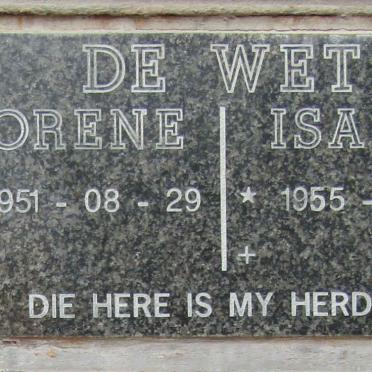 DE WET
ORENE ISA
951 - 08 - 29 ★ 1955 -
+
DIE HERE IS MY HERD